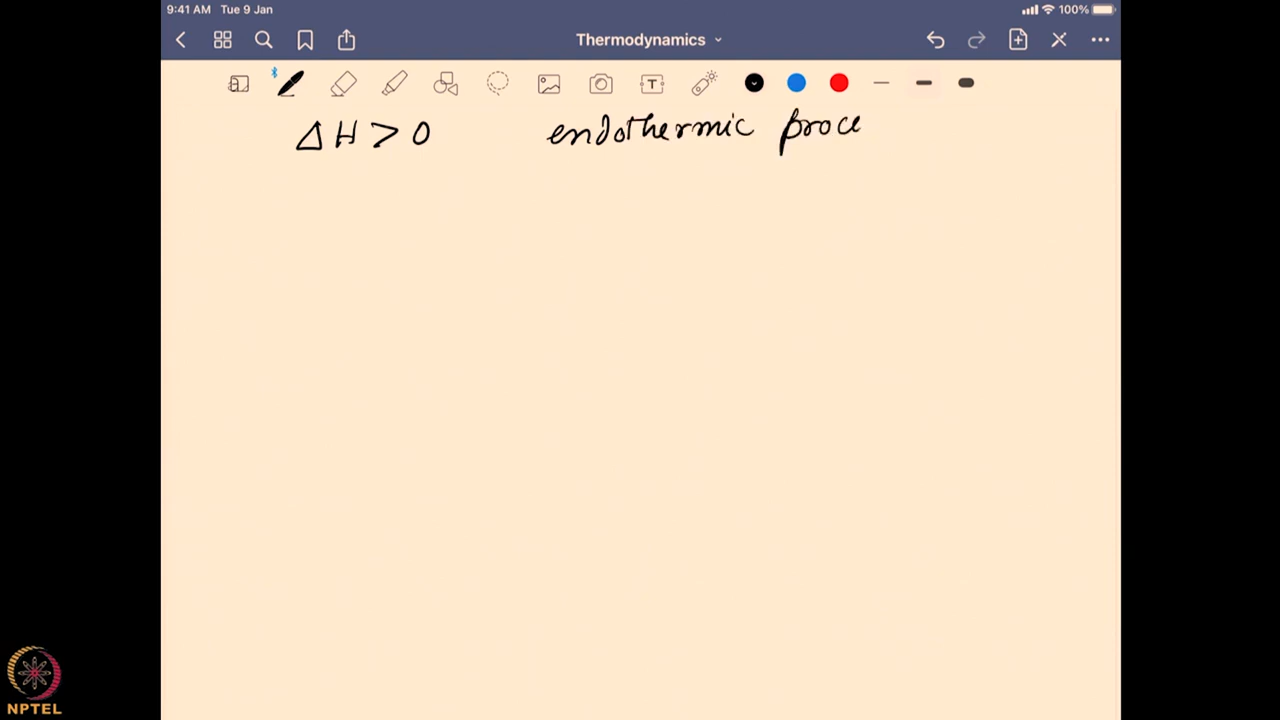 9:41 AM Tue 9 Jan 100%
Thermodynamics
T
ΔH > 0 endothermic proce
NPTEL